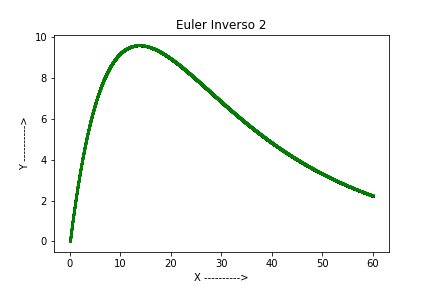 Euler Inverso 2
10
8
6
4
2
0
Y ---------->
0 10 20 30 40 50 60
X ---------->